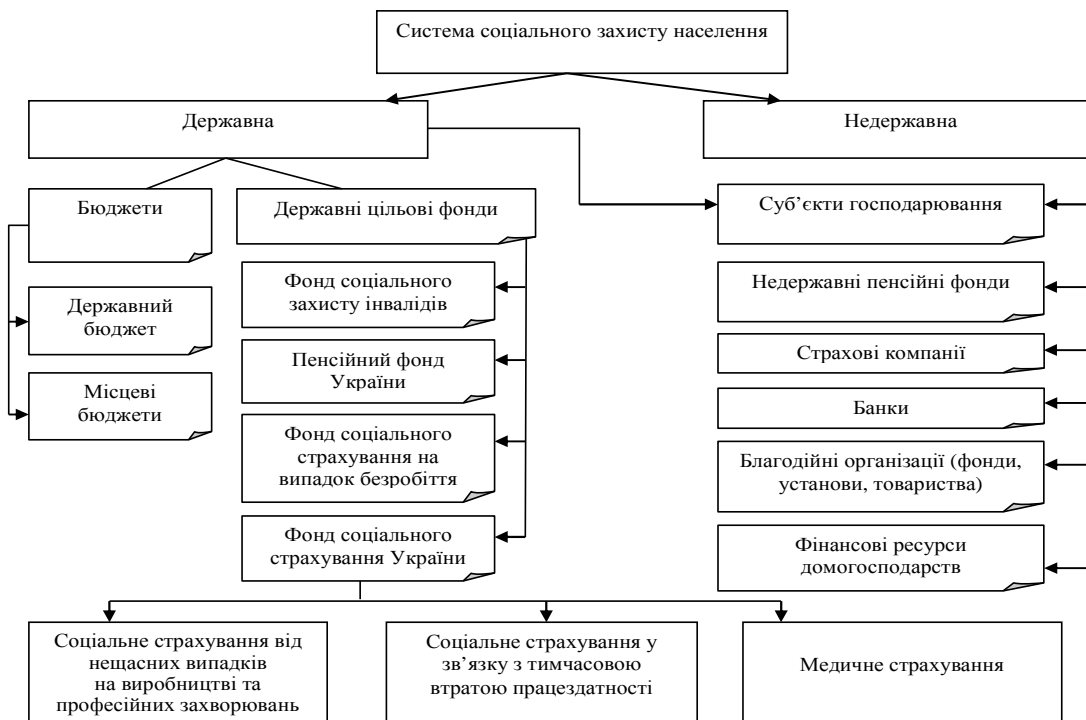 Система соціального захисту населення
Державна
Недержавна
Бюджети
Державні цільові фонди
Суб’єкти господарювання
Фонд соціального
захисту інвалідів
Недержавні пенсійні фонди
Державний
бюджет
Пенсійний фонд
України
Страхові компанії
Місцеві
бюджети
Банки
Фонд соціального
страхування на
випадок безробіття
Благодійні організації (фонди,
установи, товариства)
Фонд соціального
страхування України
Фінансові ресурси
домогосподарств
Соціальне страхування від
нещасних випадків
на виробництві та
професійних захворювань
Соціальне страхування у
зв’язку з тимчасовою
втратою працездатності
Медичне страхування